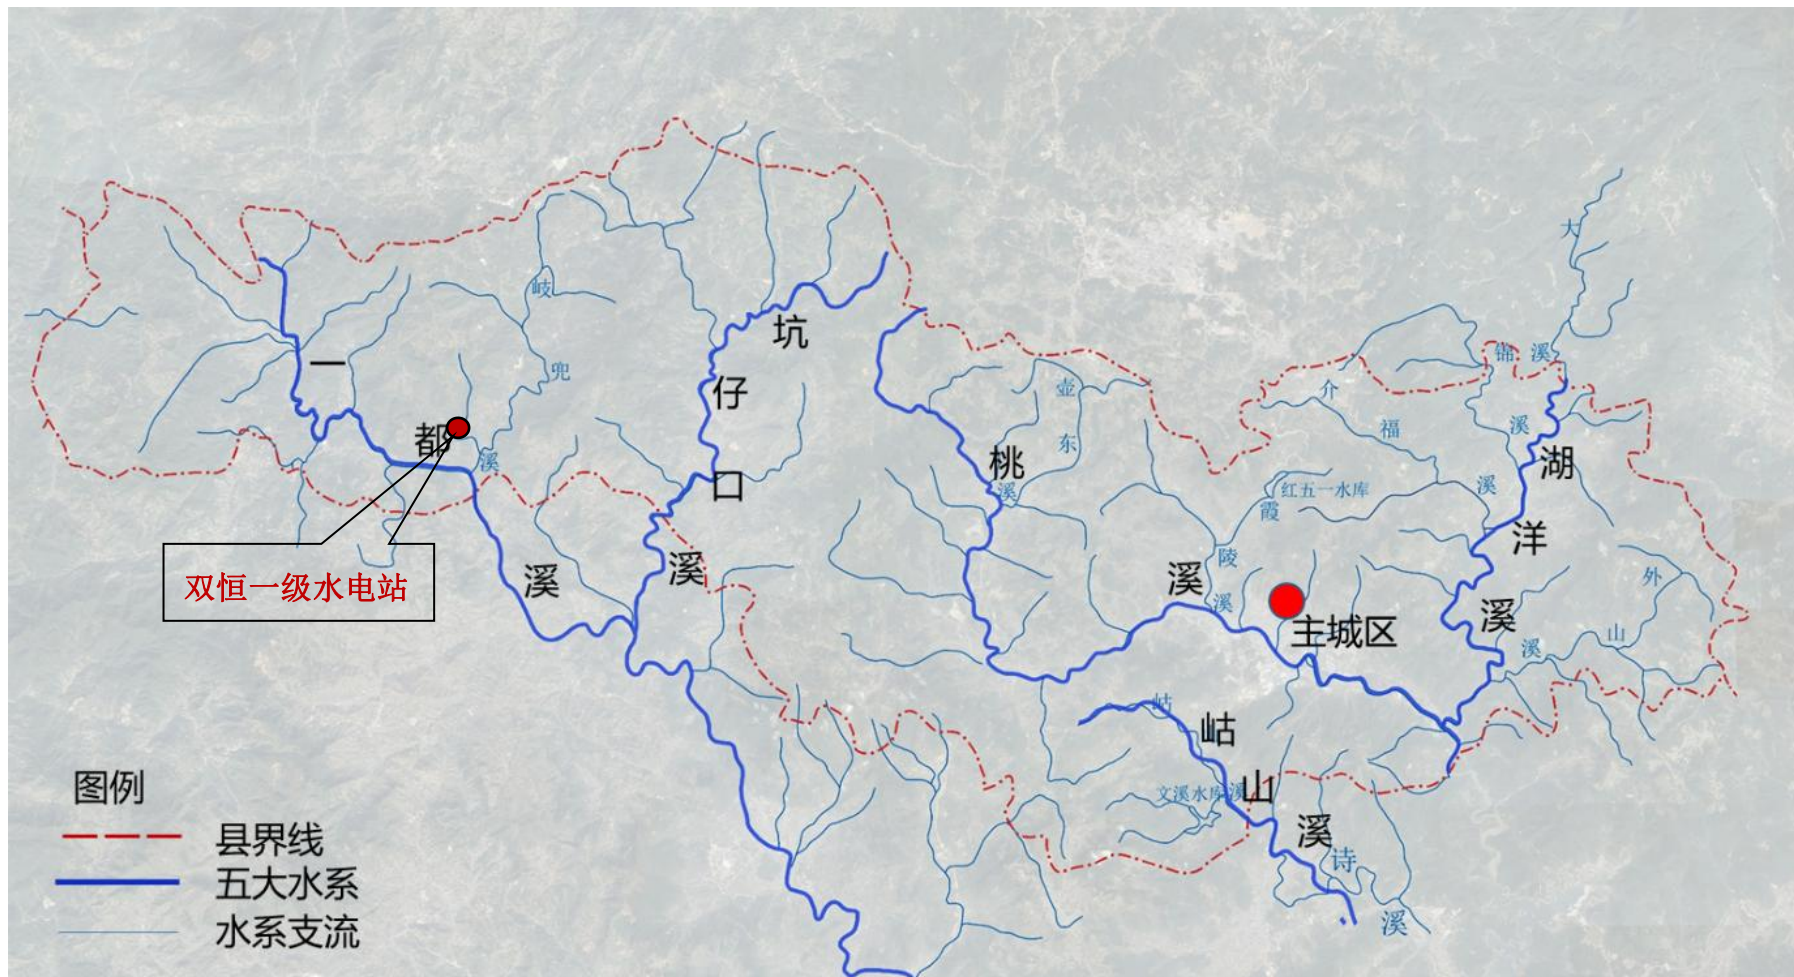 一都溪
坑仔口溪
桃溪
湖洋溪
岵山溪
岐兜溪
壶东溪
介福溪
锦溪
溪
大
红五一水库
霞陵溪
外山溪
岵
溪
文溪水库
诗溪
主城区
双恒一级水电站
图例
县界线
五大水系
水系支流